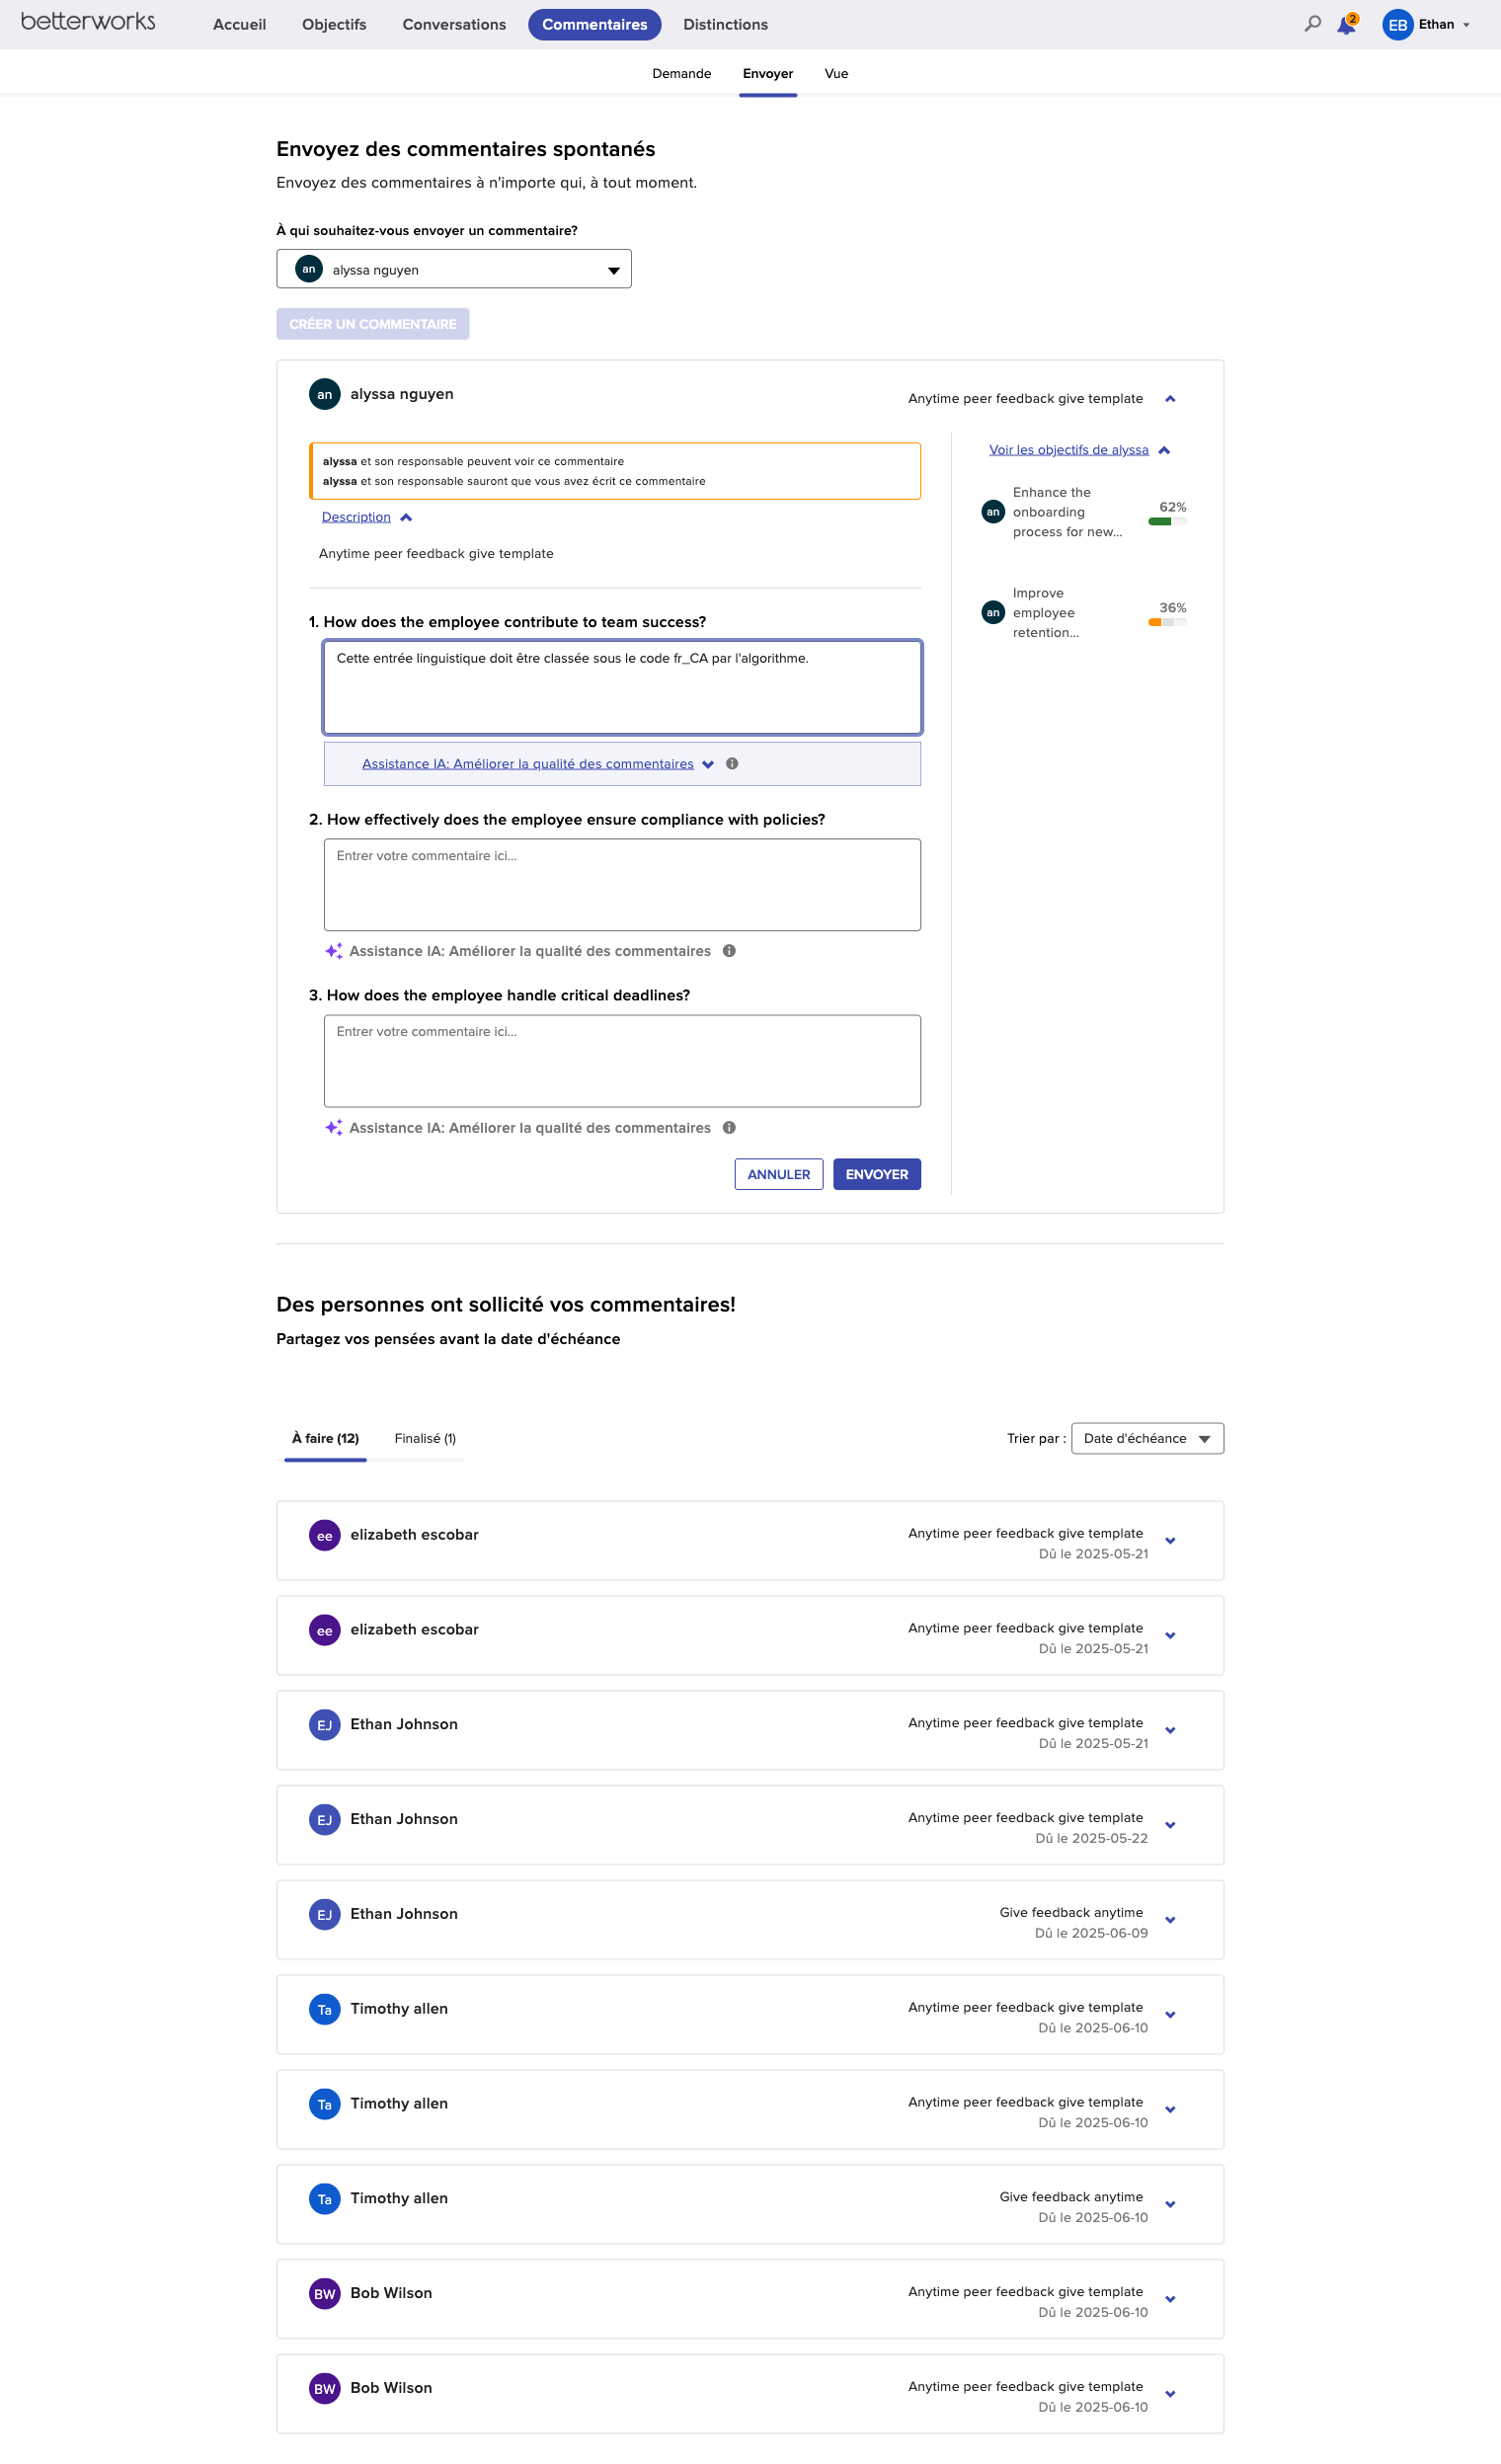 betterworks
Accueil
Objectifs
Conversations
Commentaires
Distinctions
2
EB
Ethan
Demande
Envoyer
Vue
Envoyez des commentaires spontanés
Envoyez des commentaires à n'importe qui, à tout moment.
À qui souhaitez-vous envoyer un commentaire?
an
alyssa nguyen
CRÉER UN COMMENTAIRE
an
alyssa nguyen
Anytime peer feedback give template
alyssa et son responsable peuvent voir ce commentaire
alyssa et son responsable sauront que vous avez écrit ce commentaire
Description
Anytime peer feedback give template
1. How does the employee contribute to team success?
Cette entrée linguistique doit être classée sous le code fr_CA par l'algorithme.
Assistance IA: Améliorer la qualité des commentaires
2. How effectively does the employee ensure compliance with policies?
Entrer votre commentaire ici...
Assistance IA: Améliorer la qualité des commentaires
3. How does the employee handle critical deadlines?
Entrer votre commentaire ici...
Assistance IA: Améliorer la qualité des commentaires
ANNULER
ENVOYER
Voir les objectifs de alyssa
an
Enhance the
onboarding
process for new...
62%
an
Improve
employee
retention...
36%
Des personnes ont sollicité vos commentaires!
Partagez vos pensées avant la date d'échéance
À faire (12)
Finalisé (1)
Trier par :
Date d'échéance
ee
elizabeth escobar
Anytime peer feedback give template
Dû le 2025-05-21
ee
elizabeth escobar
Anytime peer feedback give template
Dû le 2025-05-21
EJ
Ethan Johnson
Anytime peer feedback give template
Dû le 2025-05-21
EJ
Ethan Johnson
Anytime peer feedback give template
Dû le 2025-05-22
EJ
Ethan Johnson
Give feedback anytime
Dû le 2025-06-09
Ta
Timothy allen
Anytime peer feedback give template
Dû le 2025-06-10
Ta
Timothy allen
Anytime peer feedback give template
Dû le 2025-06-10
Ta
Timothy allen
Give feedback anytime
Dû le 2025-06-10
BW
Bob Wilson
Anytime peer feedback give template
Dû le 2025-06-10
BW
Bob Wilson
Anytime peer feedback give template
Dû le 2025-06-10